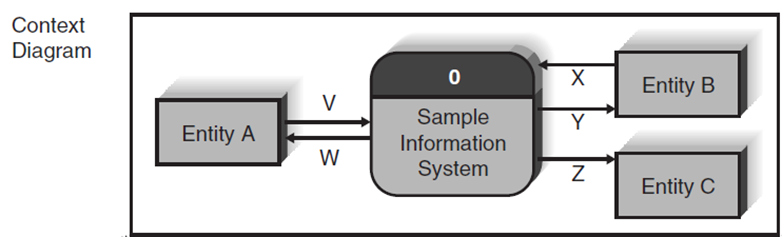 Context
Diagram
0
Entity A
V
W
Sample
Information
System
X
Y
Z
Entity B
Entity C